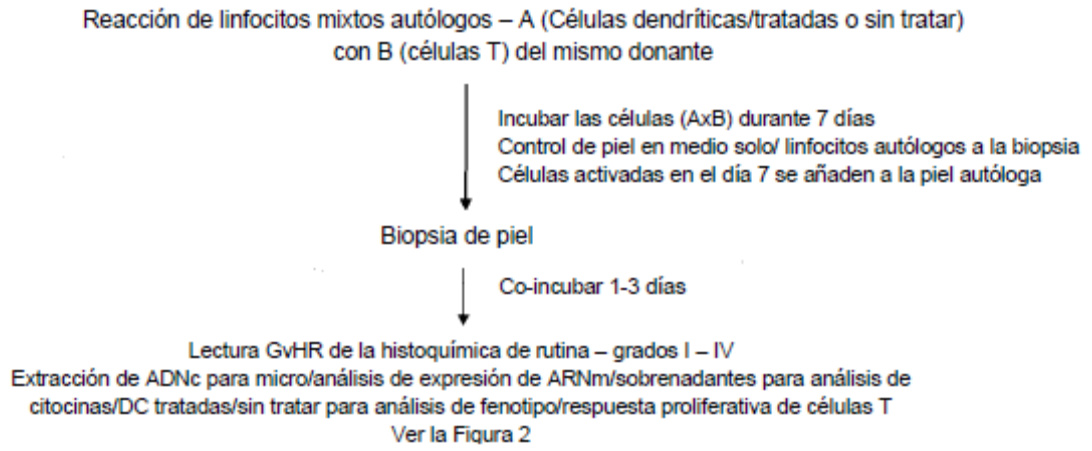 Reacción de linfocitos mixtos autólogos – A (Células dendríticas/tratadas o sin tratar)
con B (células T) del mismo donante
Incubar las células (AxB) durante 7 días
Control de piel en medio solo/ linfocitos autólogos a la biopsia
Células activadas en el día 7 se añaden a la piel autóloga
Biopsia de piel
Co-incubar 1-3 días
Lectura GvHR de la histoquímica de rutina – grados I – IV
Extracción de ADNc para micro/análisis de expresión de ARNm/sobrenadantes para análisis de
citocinas/DC tratadas/sin tratar para análisis de fenotipo/respuesta proliferativa de células T
Ver la Figura 2